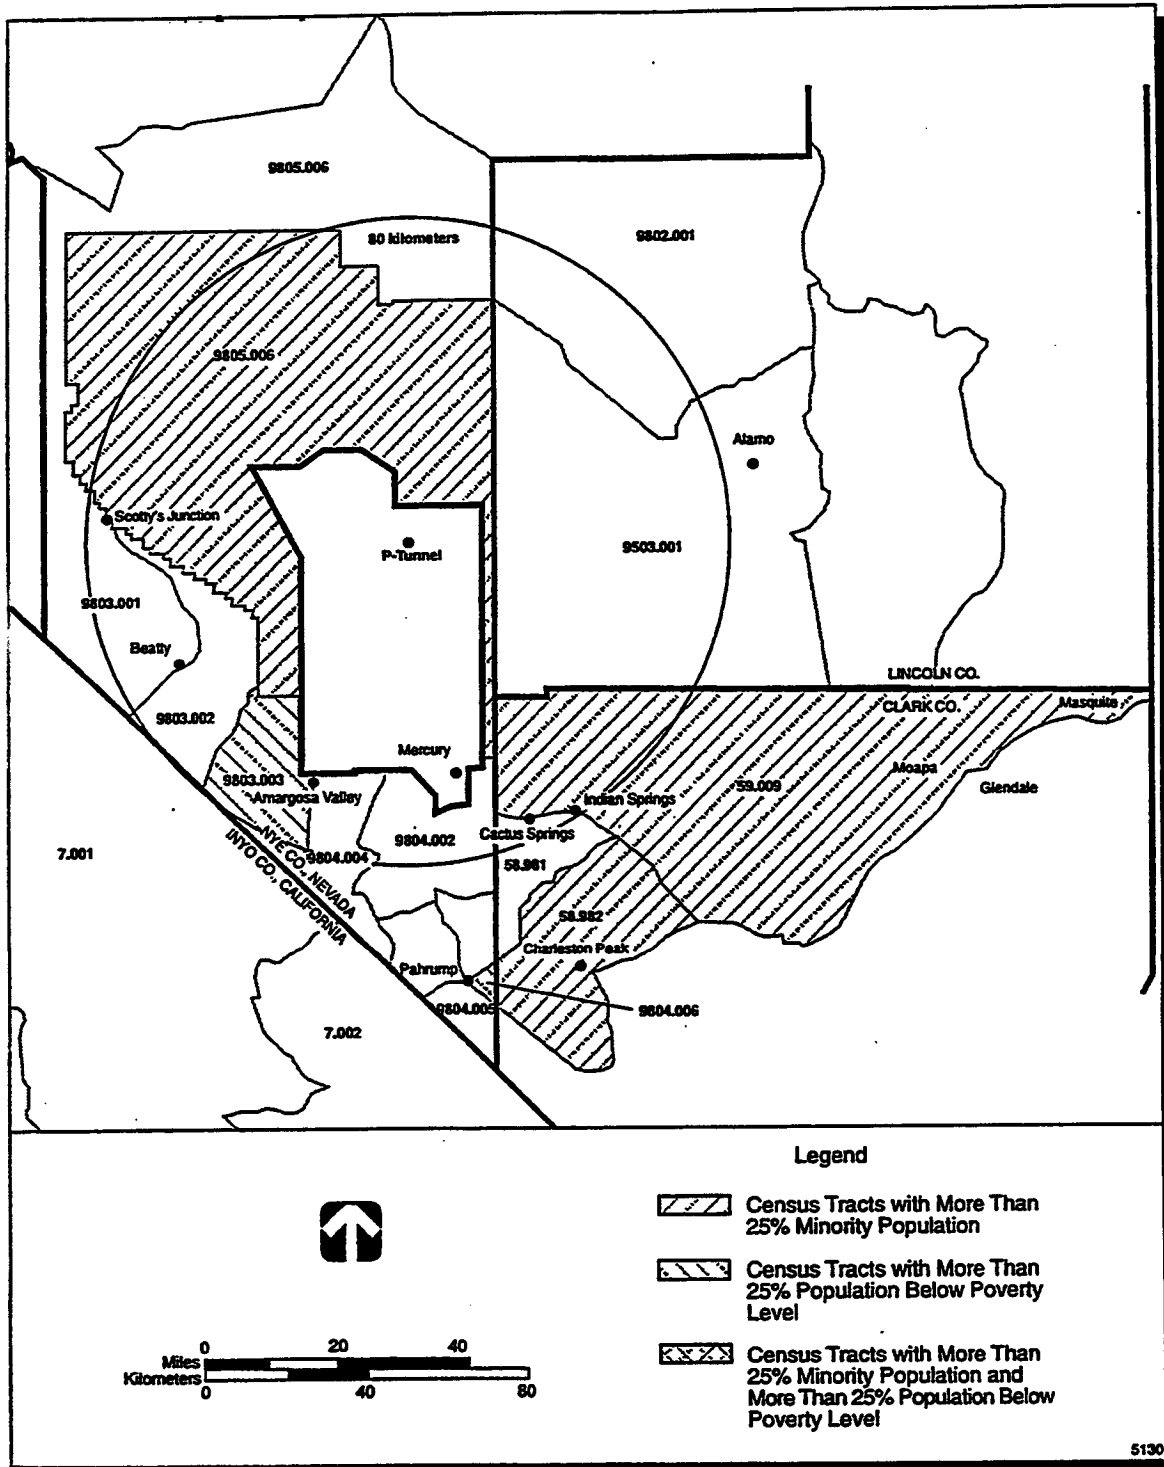 9805.006
80 kilometers
9802.001
9805.006
Alamo
Scotty's Junction
P-Tunnel
9503.001
9803.001
Beatty
LINCOLN CO.
CLARK CO.
Masquite
9803.002
Mercury
Moapa
9803.003
59.009
Glendale
Amargosa Valley
Indian Springs
Cactus Springs
9804.002
7.001
9804.004
58.981
NYE CO., NEVADA
INYO CO., CALIFORNIA
58.982
Charleston Peak
Pahrump
9804.005
9804.006
7.002
Legend
Census Tracts with More Than
25% Minority Population
Census Tracts with More Than
25% Population Below Poverty
Level
Census Tracts with More Than
25% Minority Population and
More Than 25% Population Below
Poverty Level
0 20 40
Miles
Kilometers
0 40 80
5130